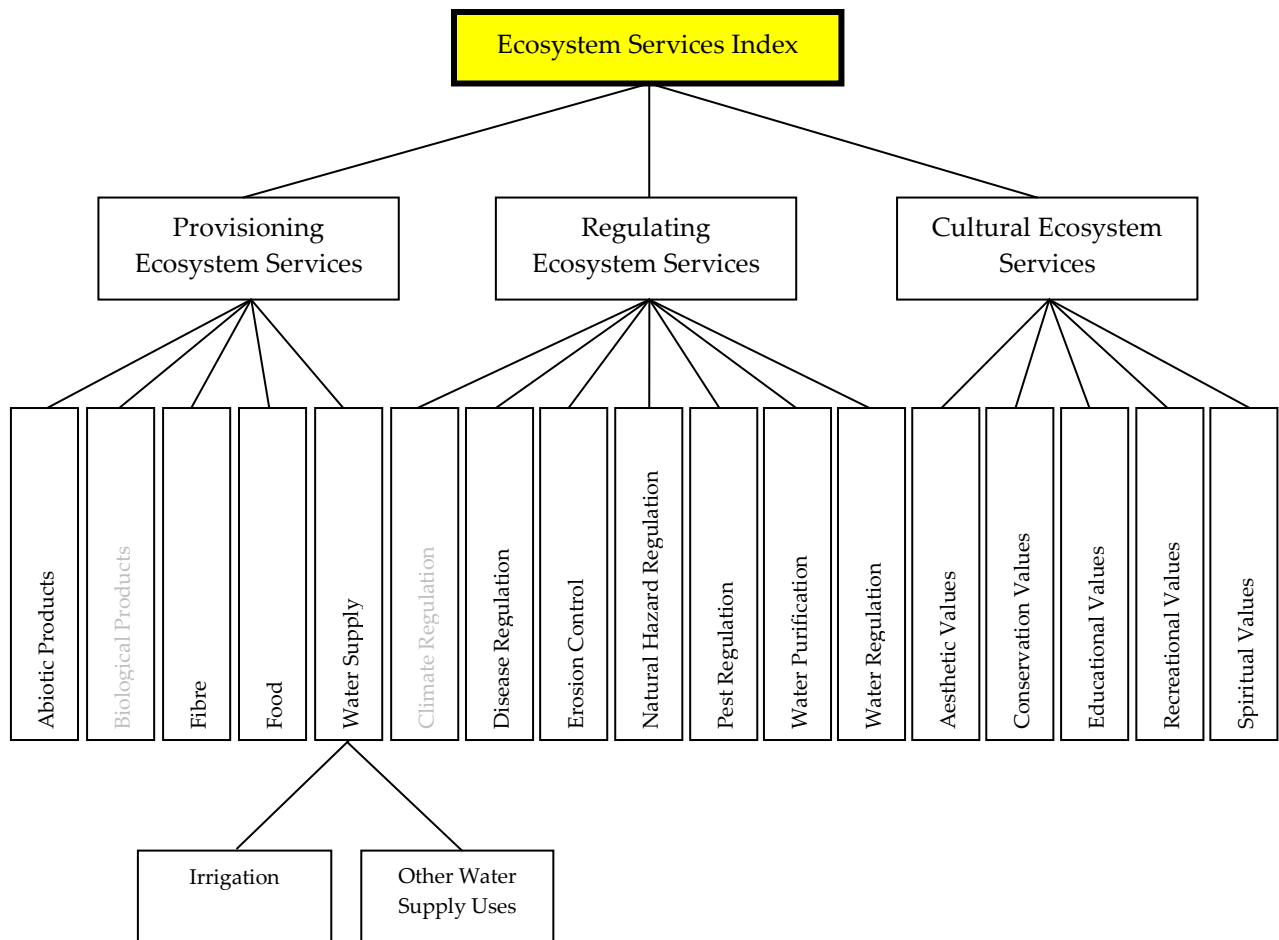 Ecosystem Services Index
Provisioning
Ecosystem Services
Regulating
Ecosystem Services
Cultural Ecosystem
Services
Abiotic Products
Biological Products
Fibre
Food
Water Supply
Climate Regulation
Disease Regulation
Erosion Control
Natural Hazard Regulation
Pest Regulation
Water Purification
Water Regulation
Aesthetic Values
Conservation Values
Educational Values
Recreational Values
Spiritual Values
Irrigation
Other Water
Supply Uses